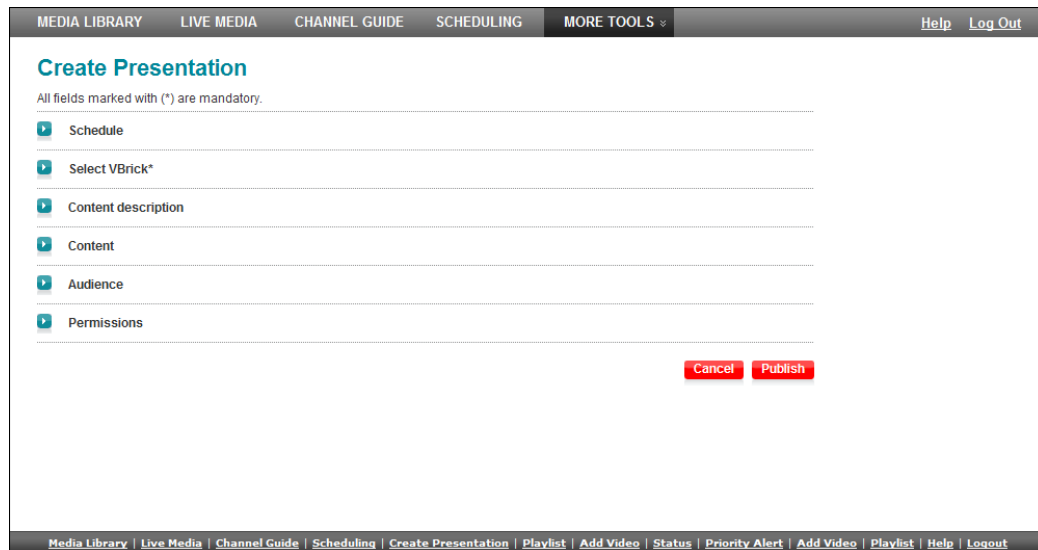 MEDIA LIBRARY LIVE MEDIA CHANNEL GUIDE SCHEDULING MORE TOOLS Help Log Out
Create Presentation
All fields marked with (*) are mandatory.
Schedule
Select VBrick*
Content description
Content
Audience
Permissions
Cancel Publish
Media Library | Live Media | Channel Guide | Scheduling | Create Presentation | Playlist | Add Video | Status | Priority Alert | Add Video | Playlist | Help | Logout